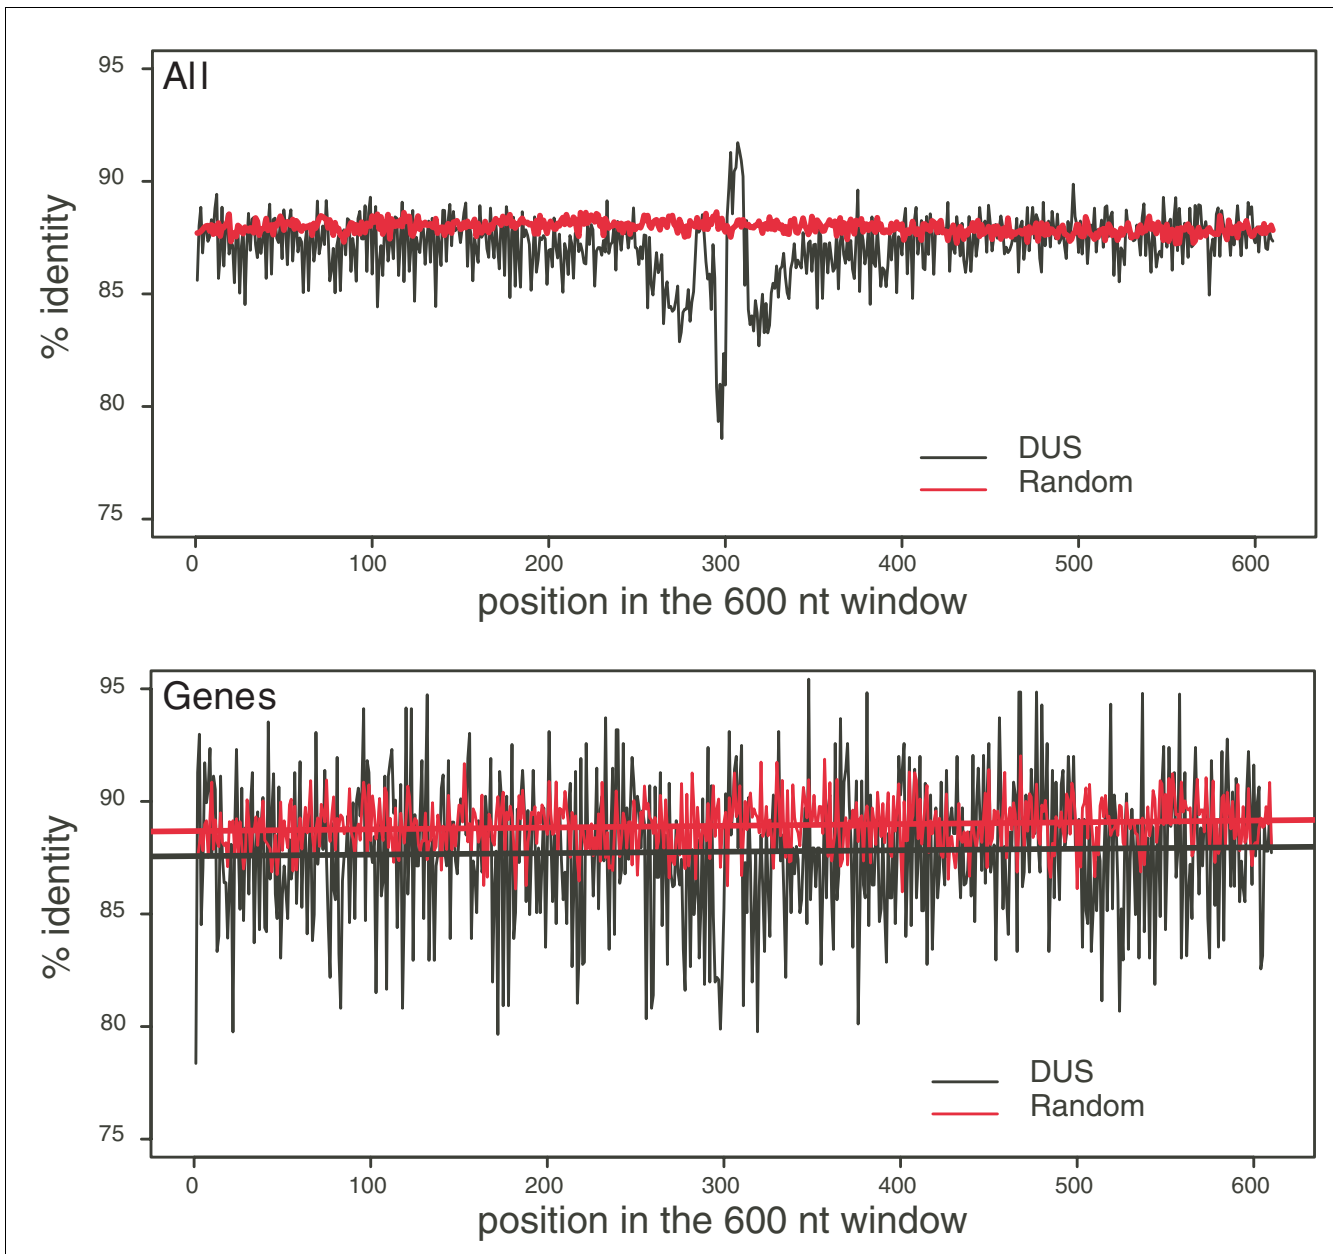 All
95
90
85
80
75
% identity
DUS
Random
0 100 200 300 400 500 600
position in the 600 nt window
Genes
95
90
85
80
75
% identity
DUS
Random
0 100 200 300 400 500 600
position in the 600 nt window